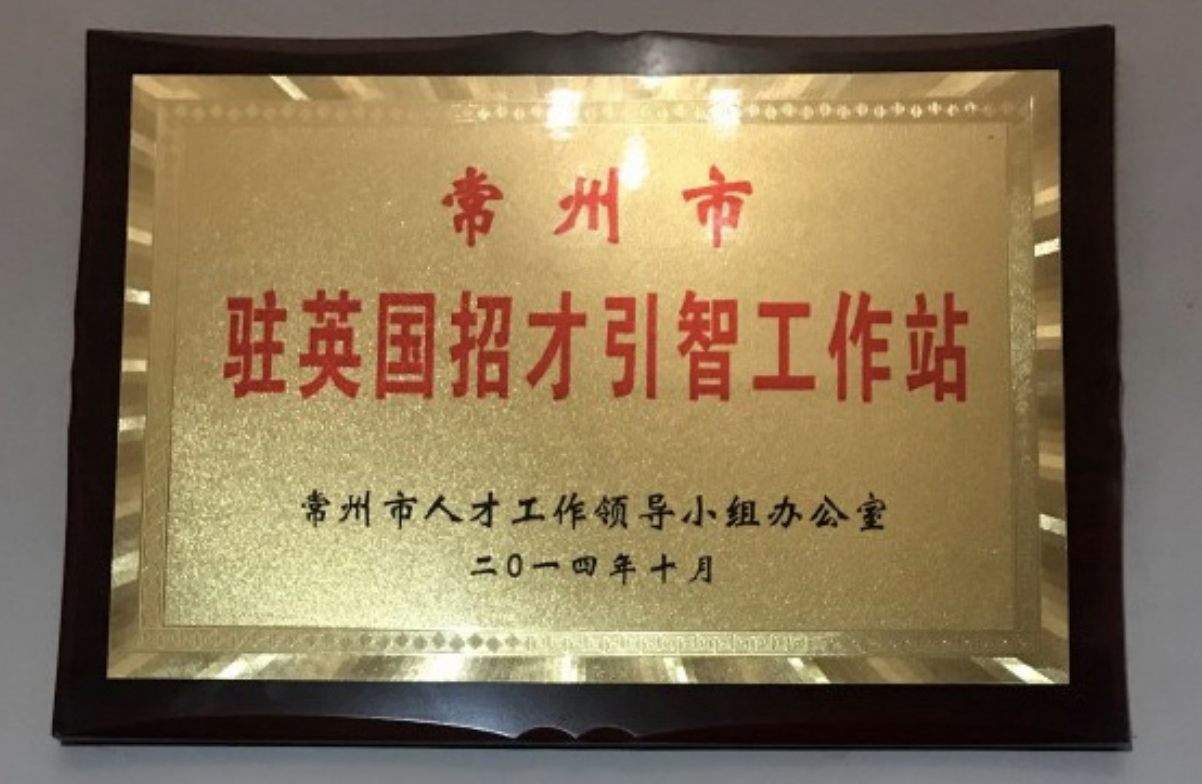 常州市
驻英国招才引智工作站
常州市人才工作领导小组办公室
二0一四年十月